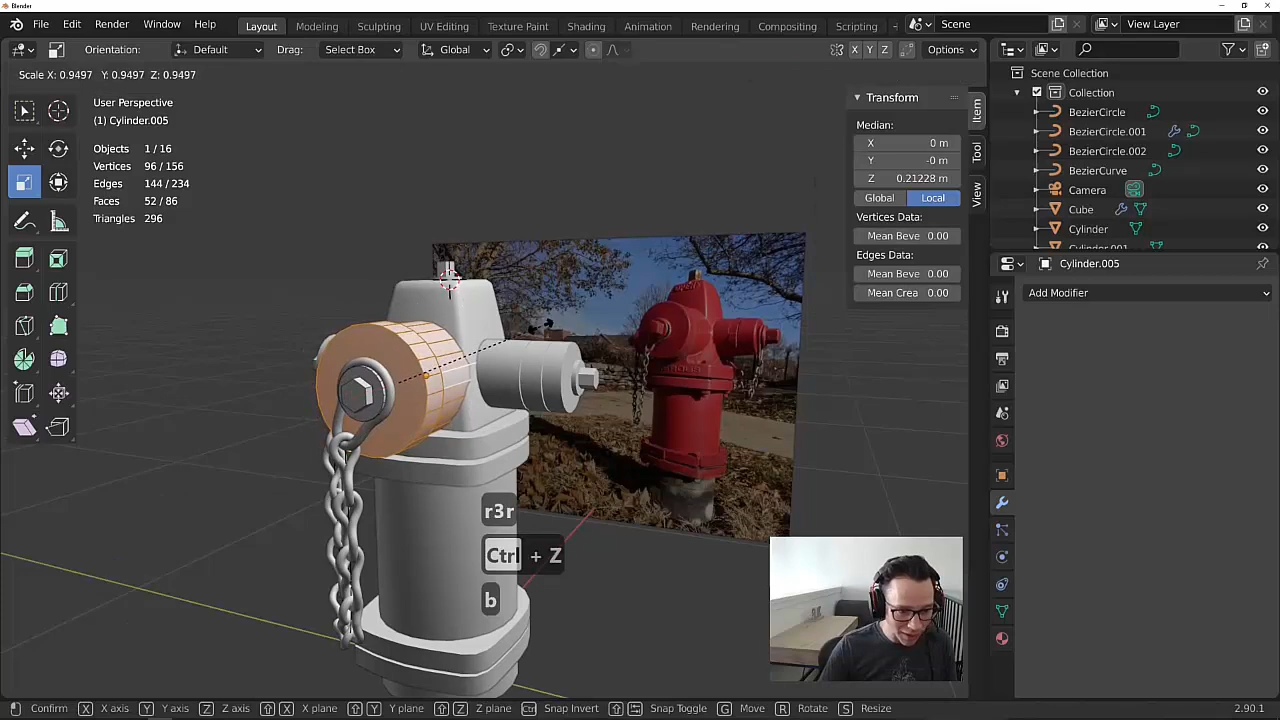 Blender
File Edit Render Window Help Layout Modeling Sculpting UV Editing Texture Paint Shading Animation Rendering Compositing Scripting Scene View Layer
Orientation: Default Drag: Select Box Global X Y Z Options
Scale X: 0.9497 Y: 0.9497 Z: 0.9497
User Perspective
(1) Cylinder.005
Objects 1 / 16
Vertices 96 / 156
Edges 144 / 234
Faces 52 / 86
Triangles 296
Transform
Median:
X 0 m
Y -0 m
Z 0.21228 m
Global Local
Vertices Data:
Mean Beve 0.00
Edges Data:
Mean Beve 0.00
Mean Crea 0.00
Item
Tool
View
Scene Collection
Collection
BezierCircle
BezierCircle.001
BezierCircle.002
BezierCurve
Camera
Cube
Cylinder
Cylinder.001
Cylinder.005
Add Modifier
r3r
Ctrl + Z
b
Confirm X X axis Y Y axis Z Z axis X X plane Y Y plane Z Z plane Ctrl Snap Invert Snap Toggle G Move R Rotate S Resize 2.90.1